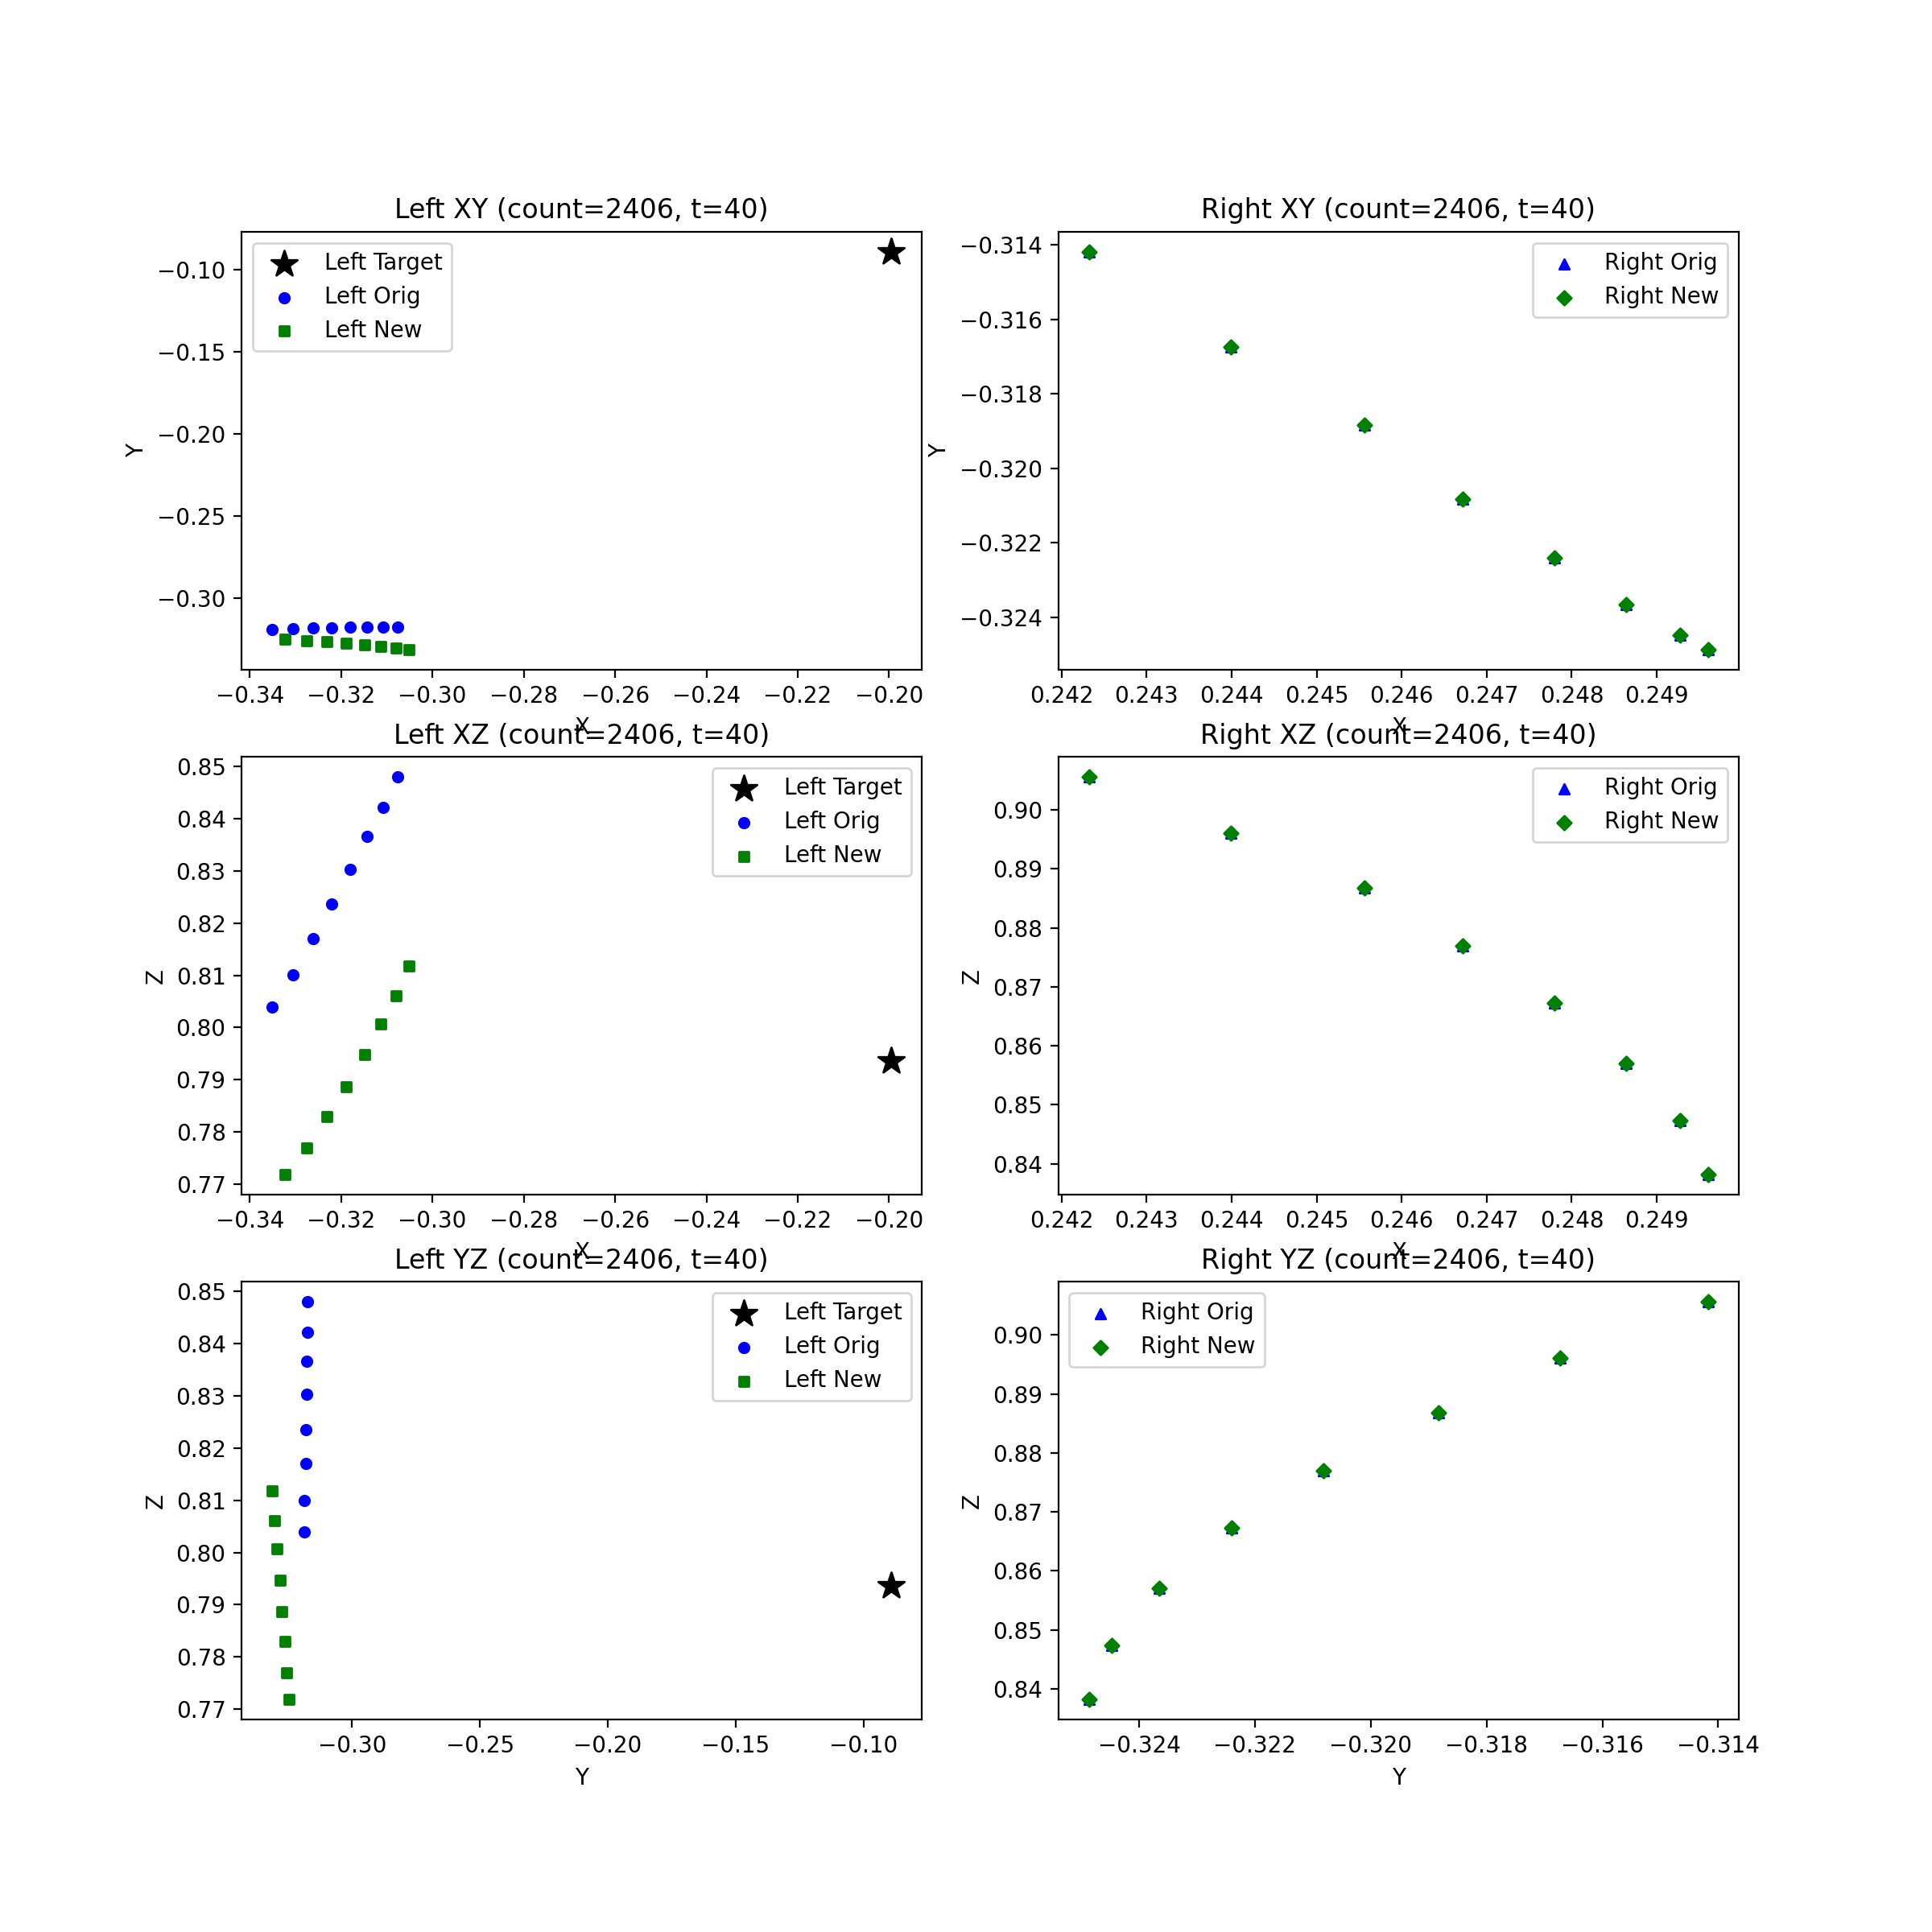 Left XY (count=2406, t=40)
Left Target
Left Orig
Left New
−0.10
−0.15
−0.20
−0.25
−0.30
Y
−0.34 −0.32 −0.30 −0.28 −0.26 −0.24 −0.22 −0.20
X
Right XY (count=2406, t=40)
Right Orig
Right New
−0.314
−0.316
−0.318
−0.320
−0.322
−0.324
Y
0.242 0.243 0.244 0.245 0.246 0.247 0.248 0.249
X
Left XZ (count=2406, t=40)
Left Target
Left Orig
Left New
0.85
0.84
0.83
0.82
0.81
0.80
0.79
0.78
0.77
Z
−0.34 −0.32 −0.30 −0.28 −0.26 −0.24 −0.22 −0.20
X
Right XZ (count=2406, t=40)
Right Orig
Right New
0.90
0.89
0.88
0.87
0.86
0.85
0.84
Z
0.242 0.243 0.244 0.245 0.246 0.247 0.248 0.249
X
Left YZ (count=2406, t=40)
Left Target
Left Orig
Left New
0.85
0.84
0.83
0.82
0.81
0.80
0.79
0.78
0.77
Z
−0.30 −0.25 −0.20 −0.15 −0.10
Y
Right YZ (count=2406, t=40)
Right Orig
Right New
0.90
0.89
0.88
0.87
0.86
0.85
0.84
Z
−0.324 −0.322 −0.320 −0.318 −0.316 −0.314
Y